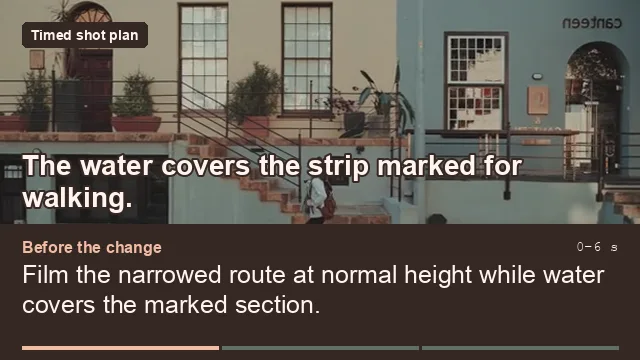 canteen
Timed shot plan
The water covers the strip marked for
walking.
Before the change
0-6 s
Film the narrowed route at normal height while water
covers the marked section.